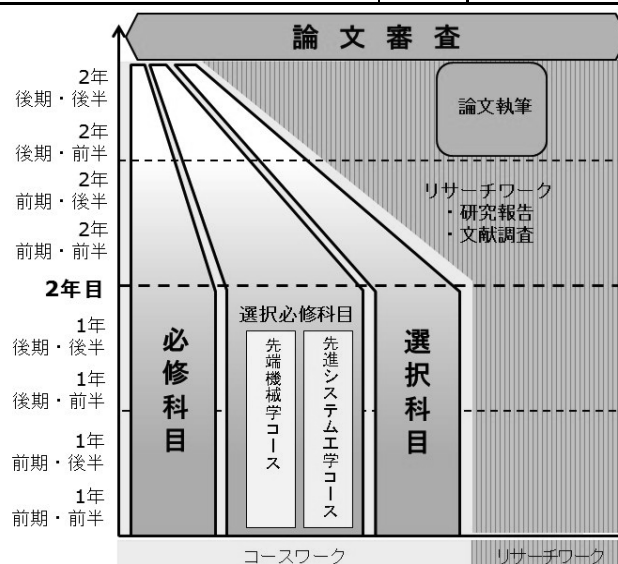 論文審査
2年
後期・後半
2年
後期・前半
2年
前期・後半
2年
前期・前半
2年目
1年
後期・後半
1年
後期・前半
1年
前期・後半
1年
前期・前半
論文執筆
リサーチワーク
・研究報告
・文献調査
必修科目
選択必修科目
先端機械学コース
先進システム工学コース
選択科目
コースワーク
リサーチワーク